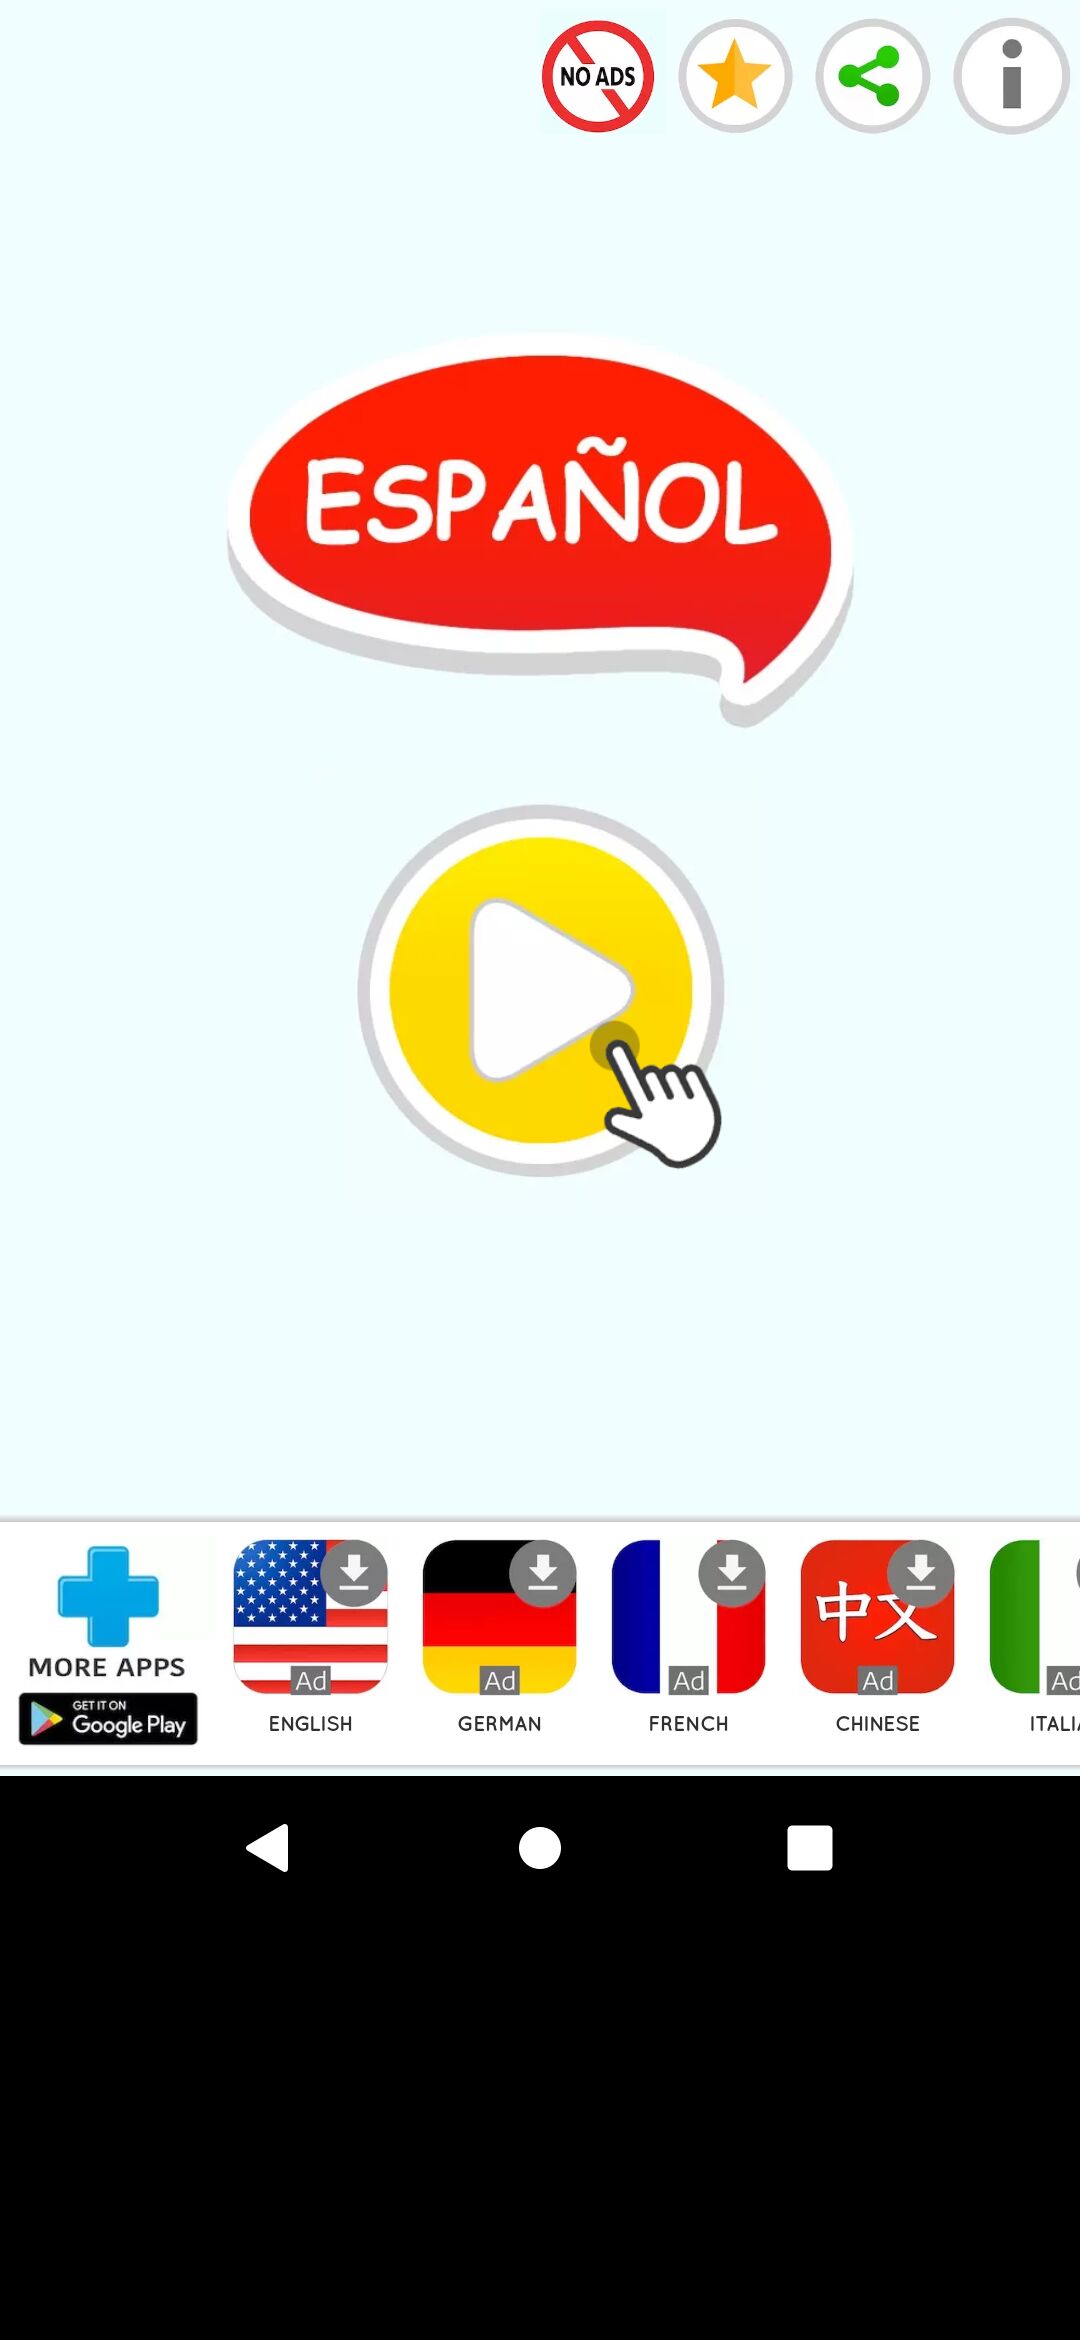 NO ADS
ESPAÑOL
MORE APPS
GET IT ON
Google Play
Ad
ENGLISH
Ad
GERMAN
Ad
FRENCH
中文
Ad
CHINESE
Ad
ITALIA